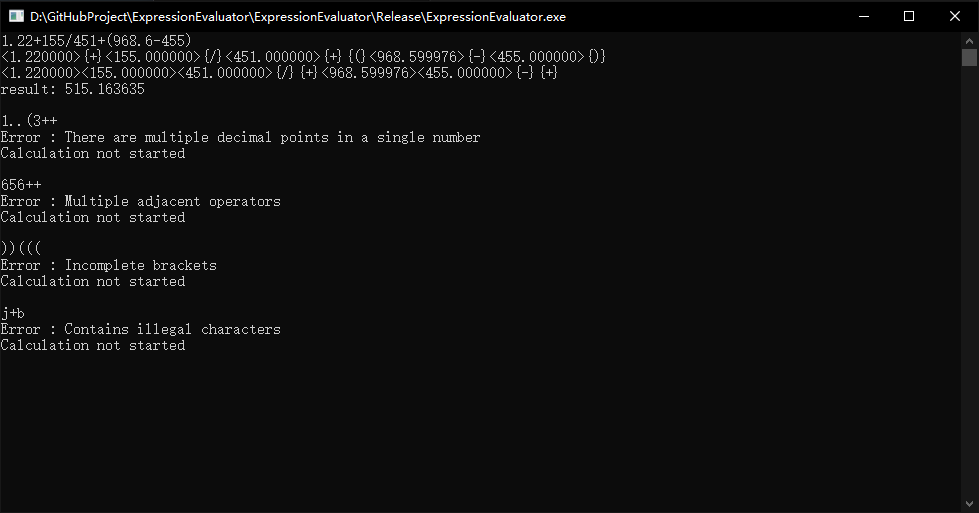 D:\GitHubProject\ExpressionEvaluator\ExpressionEvaluator\Release\ExpressionEvaluator.exe
1.22+155/451+(968.6-455)
<1.220000>{+}<155.000000>{/}<451.000000>{+}{(}<968.599976>{-}<455.000000>{)}
<1.220000><155.000000><451.000000>{/}{+}<968.599976><455.000000>{-}{+}
result: 515.163635
1..(3++
Error : There are multiple decimal points in a single number
Calculation not started
656++
Error : Multiple adjacent operators
Calculation not started
))(((
Error : Incomplete brackets
Calculation not started
j+b
Error : Contains illegal characters
Calculation not started